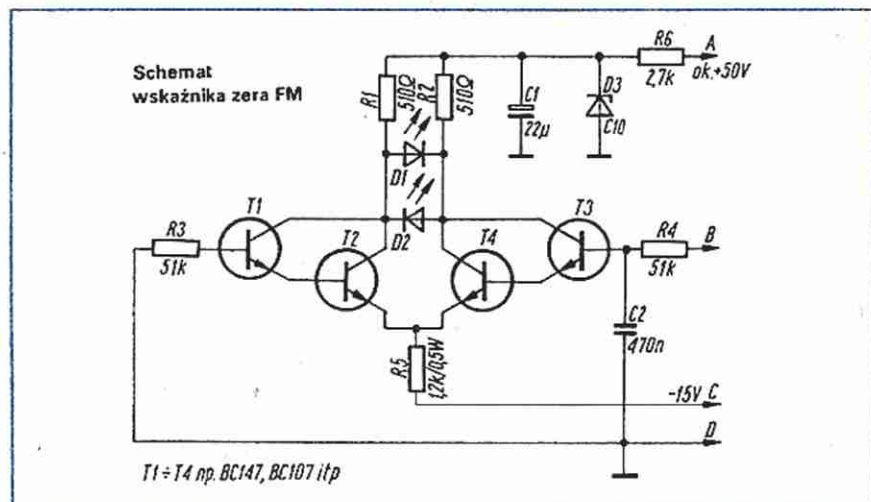 Schemat
wskaźnika zera FM
R1
510Ω
R2
510Ω
C1
22µ
D3
C10
R6
2,7k
A
ok.+50V
D1
D2
T1
T2
T3
T4
R3
51k
R4
51k
B
C2
470n
R5
1,2k/0,5W
-15V C
D
T1÷T4 np. BC147, BC107 itp